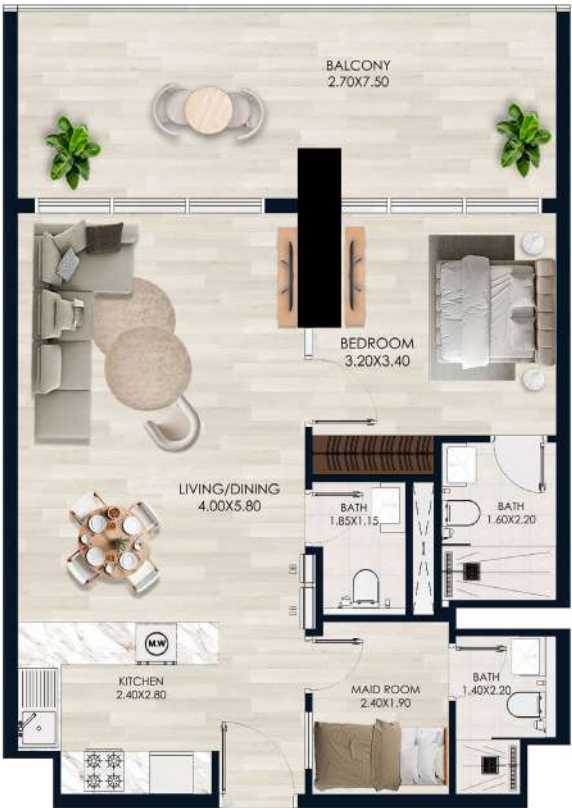 BALCONY
2.70X7.50
BEDROOM
3.20X3.40
LIVING/DINING
4.00X5.80
BATH
1.85X1.15
BATH
1.60X2.20
M.W
KITCHEN
2.40X2.80
MAID ROOM
2.40X1.90
BATH
1.40X2.20